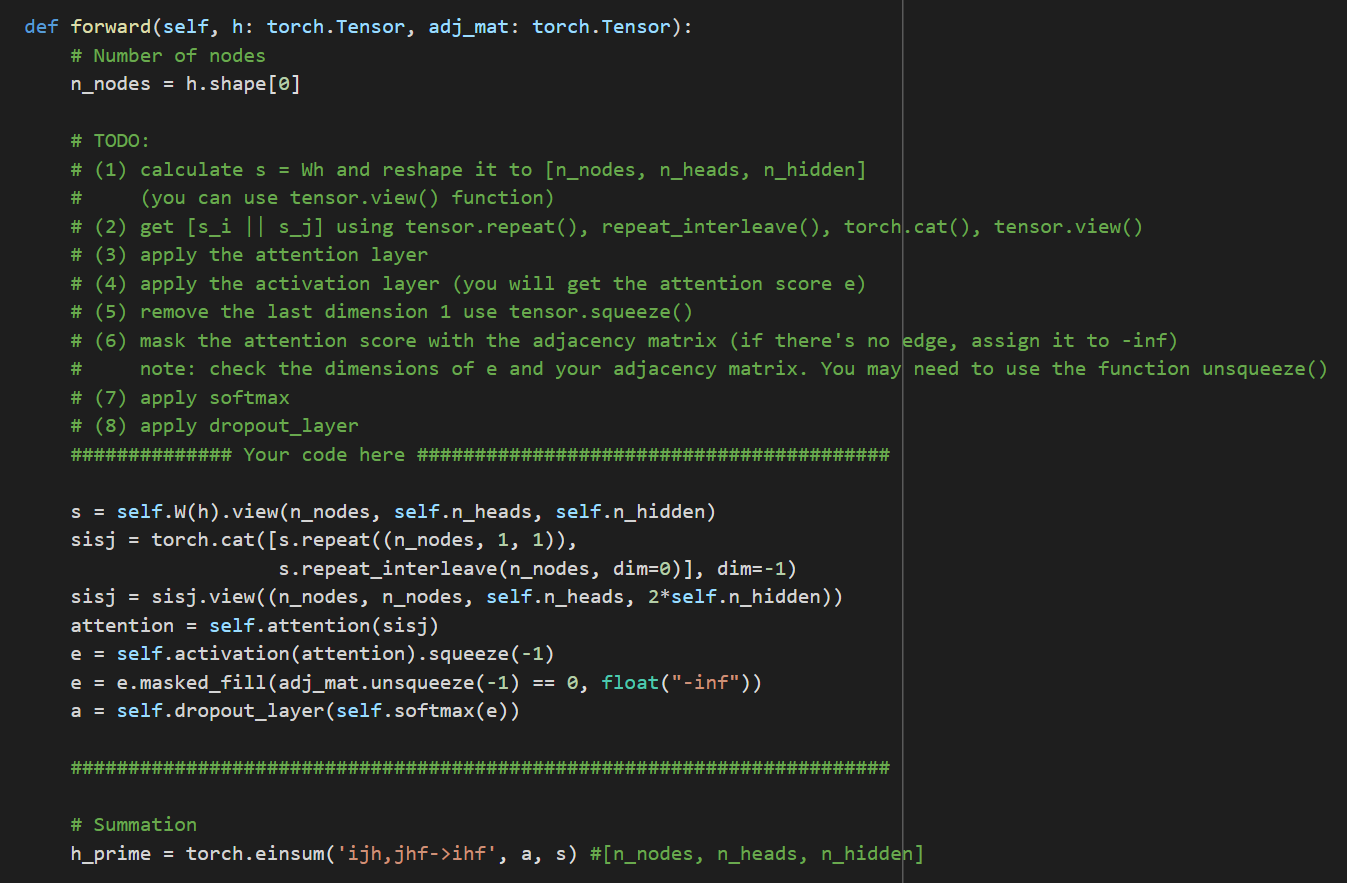 def forward(self, h: torch.Tensor, adj_mat: torch.Tensor):
    # Number of nodes
    n_nodes = h.shape[0]

    # TODO:
    # (1) calculate s = Wh and reshape it to [n_nodes, n_heads, n_hidden]
    #     (you can use tensor.view() function)
    # (2) get [s_i || s_j] using tensor.repeat(), repeat_interleave(), torch.cat(), tensor.view()
    # (3) apply the attention layer
    # (4) apply the activation layer (you will get the attention score e)
    # (5) remove the last dimension 1 use tensor.squeeze()
    # (6) mask the attention score with the adjacency matrix (if there's no edge, assign it to -inf)
    #     note: check the dimensions of e and your adjacency matrix. You may need to use the function unsqueeze()
    # (7) apply softmax
    # (8) apply dropout_layer
    ############## Your code here #########################################

    s = self.W(h).view(n_nodes, self.n_heads, self.n_hidden)
    sisj = torch.cat([s.repeat((n_nodes, 1, 1)),
                      s.repeat_interleave(n_nodes, dim=0)], dim=-1)
    sisj = sisj.view((n_nodes, n_nodes, self.n_heads, 2*self.n_hidden))
    attention = self.attention(sisj)
    e = self.activation(attention).squeeze(-1)
    e = e.masked_fill(adj_mat.unsqueeze(-1) == 0, float("-inf"))
    a = self.dropout_layer(self.softmax(e))

    #######################################################################

    # Summation
    h_prime = torch.einsum('ijh,jhf->ihf', a, s) #[n_nodes, n_heads, n_hidden]